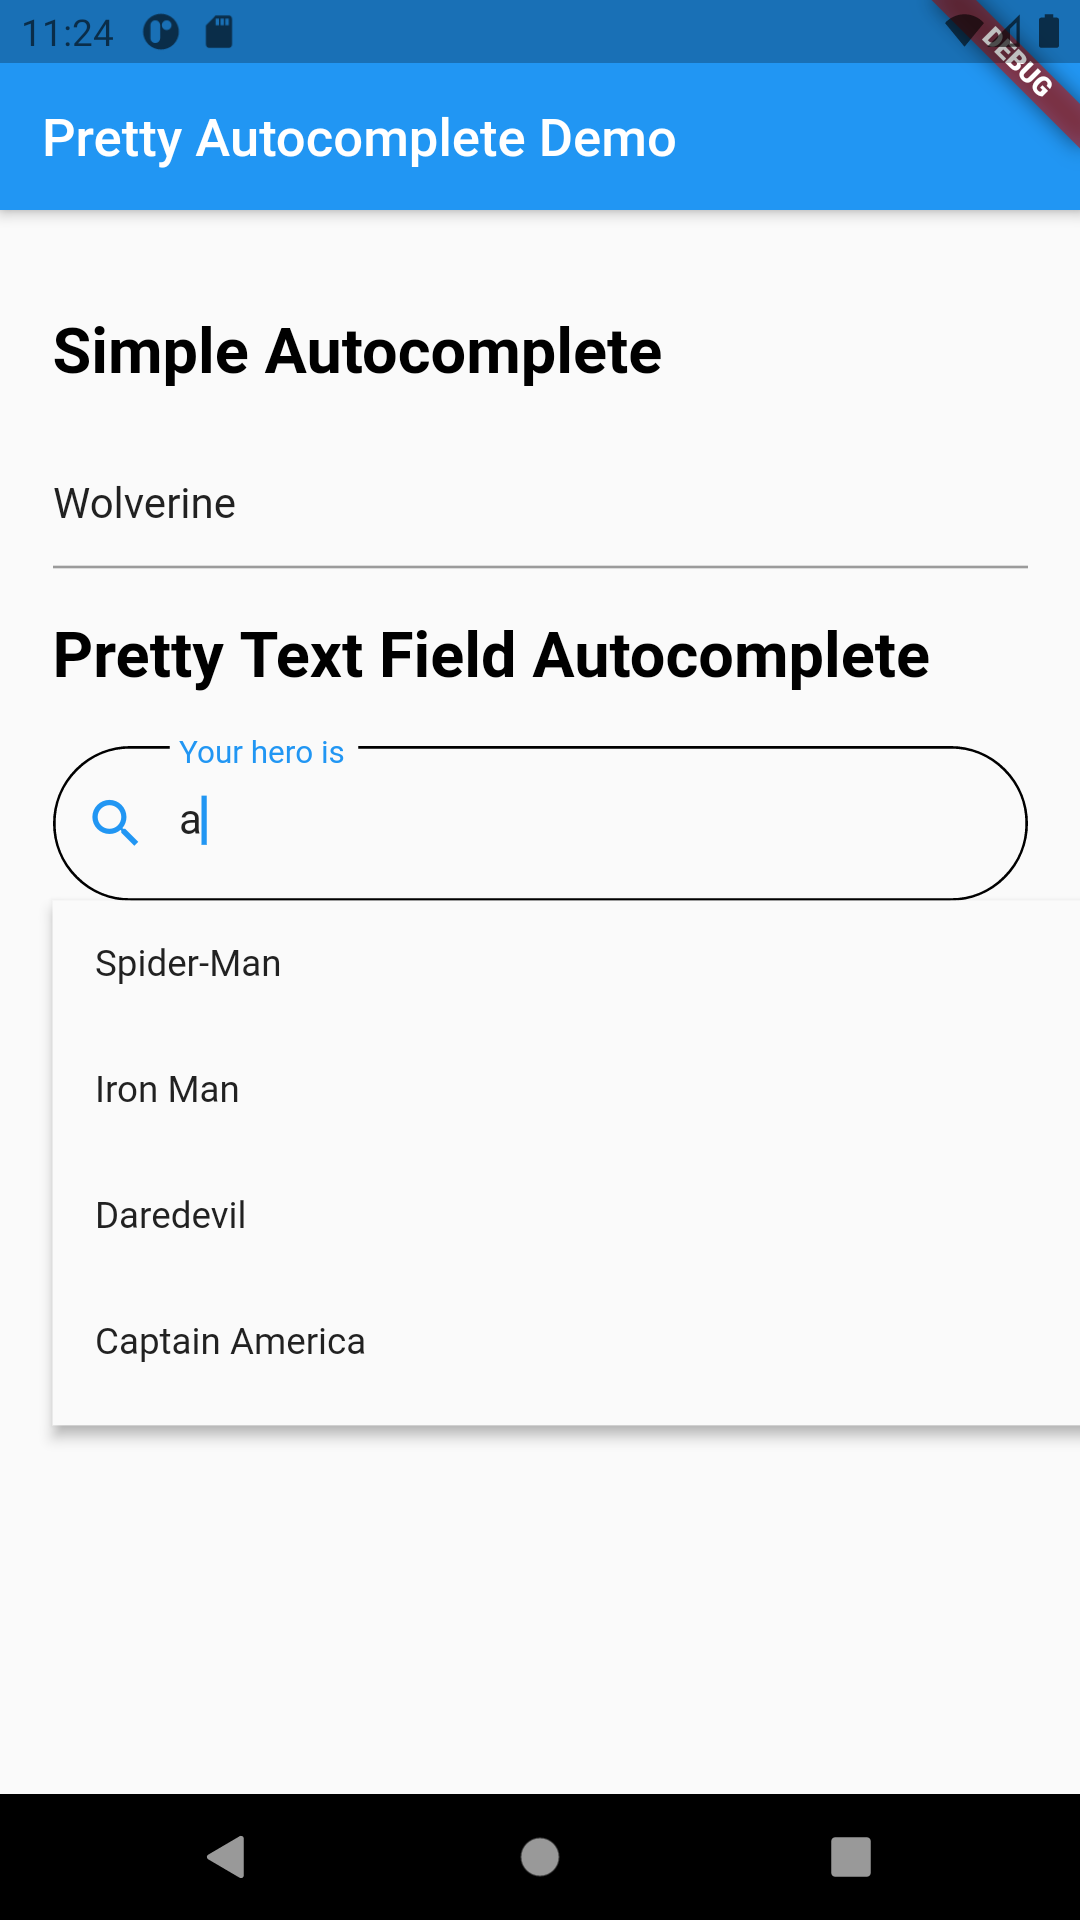 11:24
DEBUG
Pretty Autocomplete Demo
Simple Autocomplete
Wolverine
Pretty Text Field Autocomplete
Your hero is
a
Spider-Man
Iron Man
Daredevil
Captain America